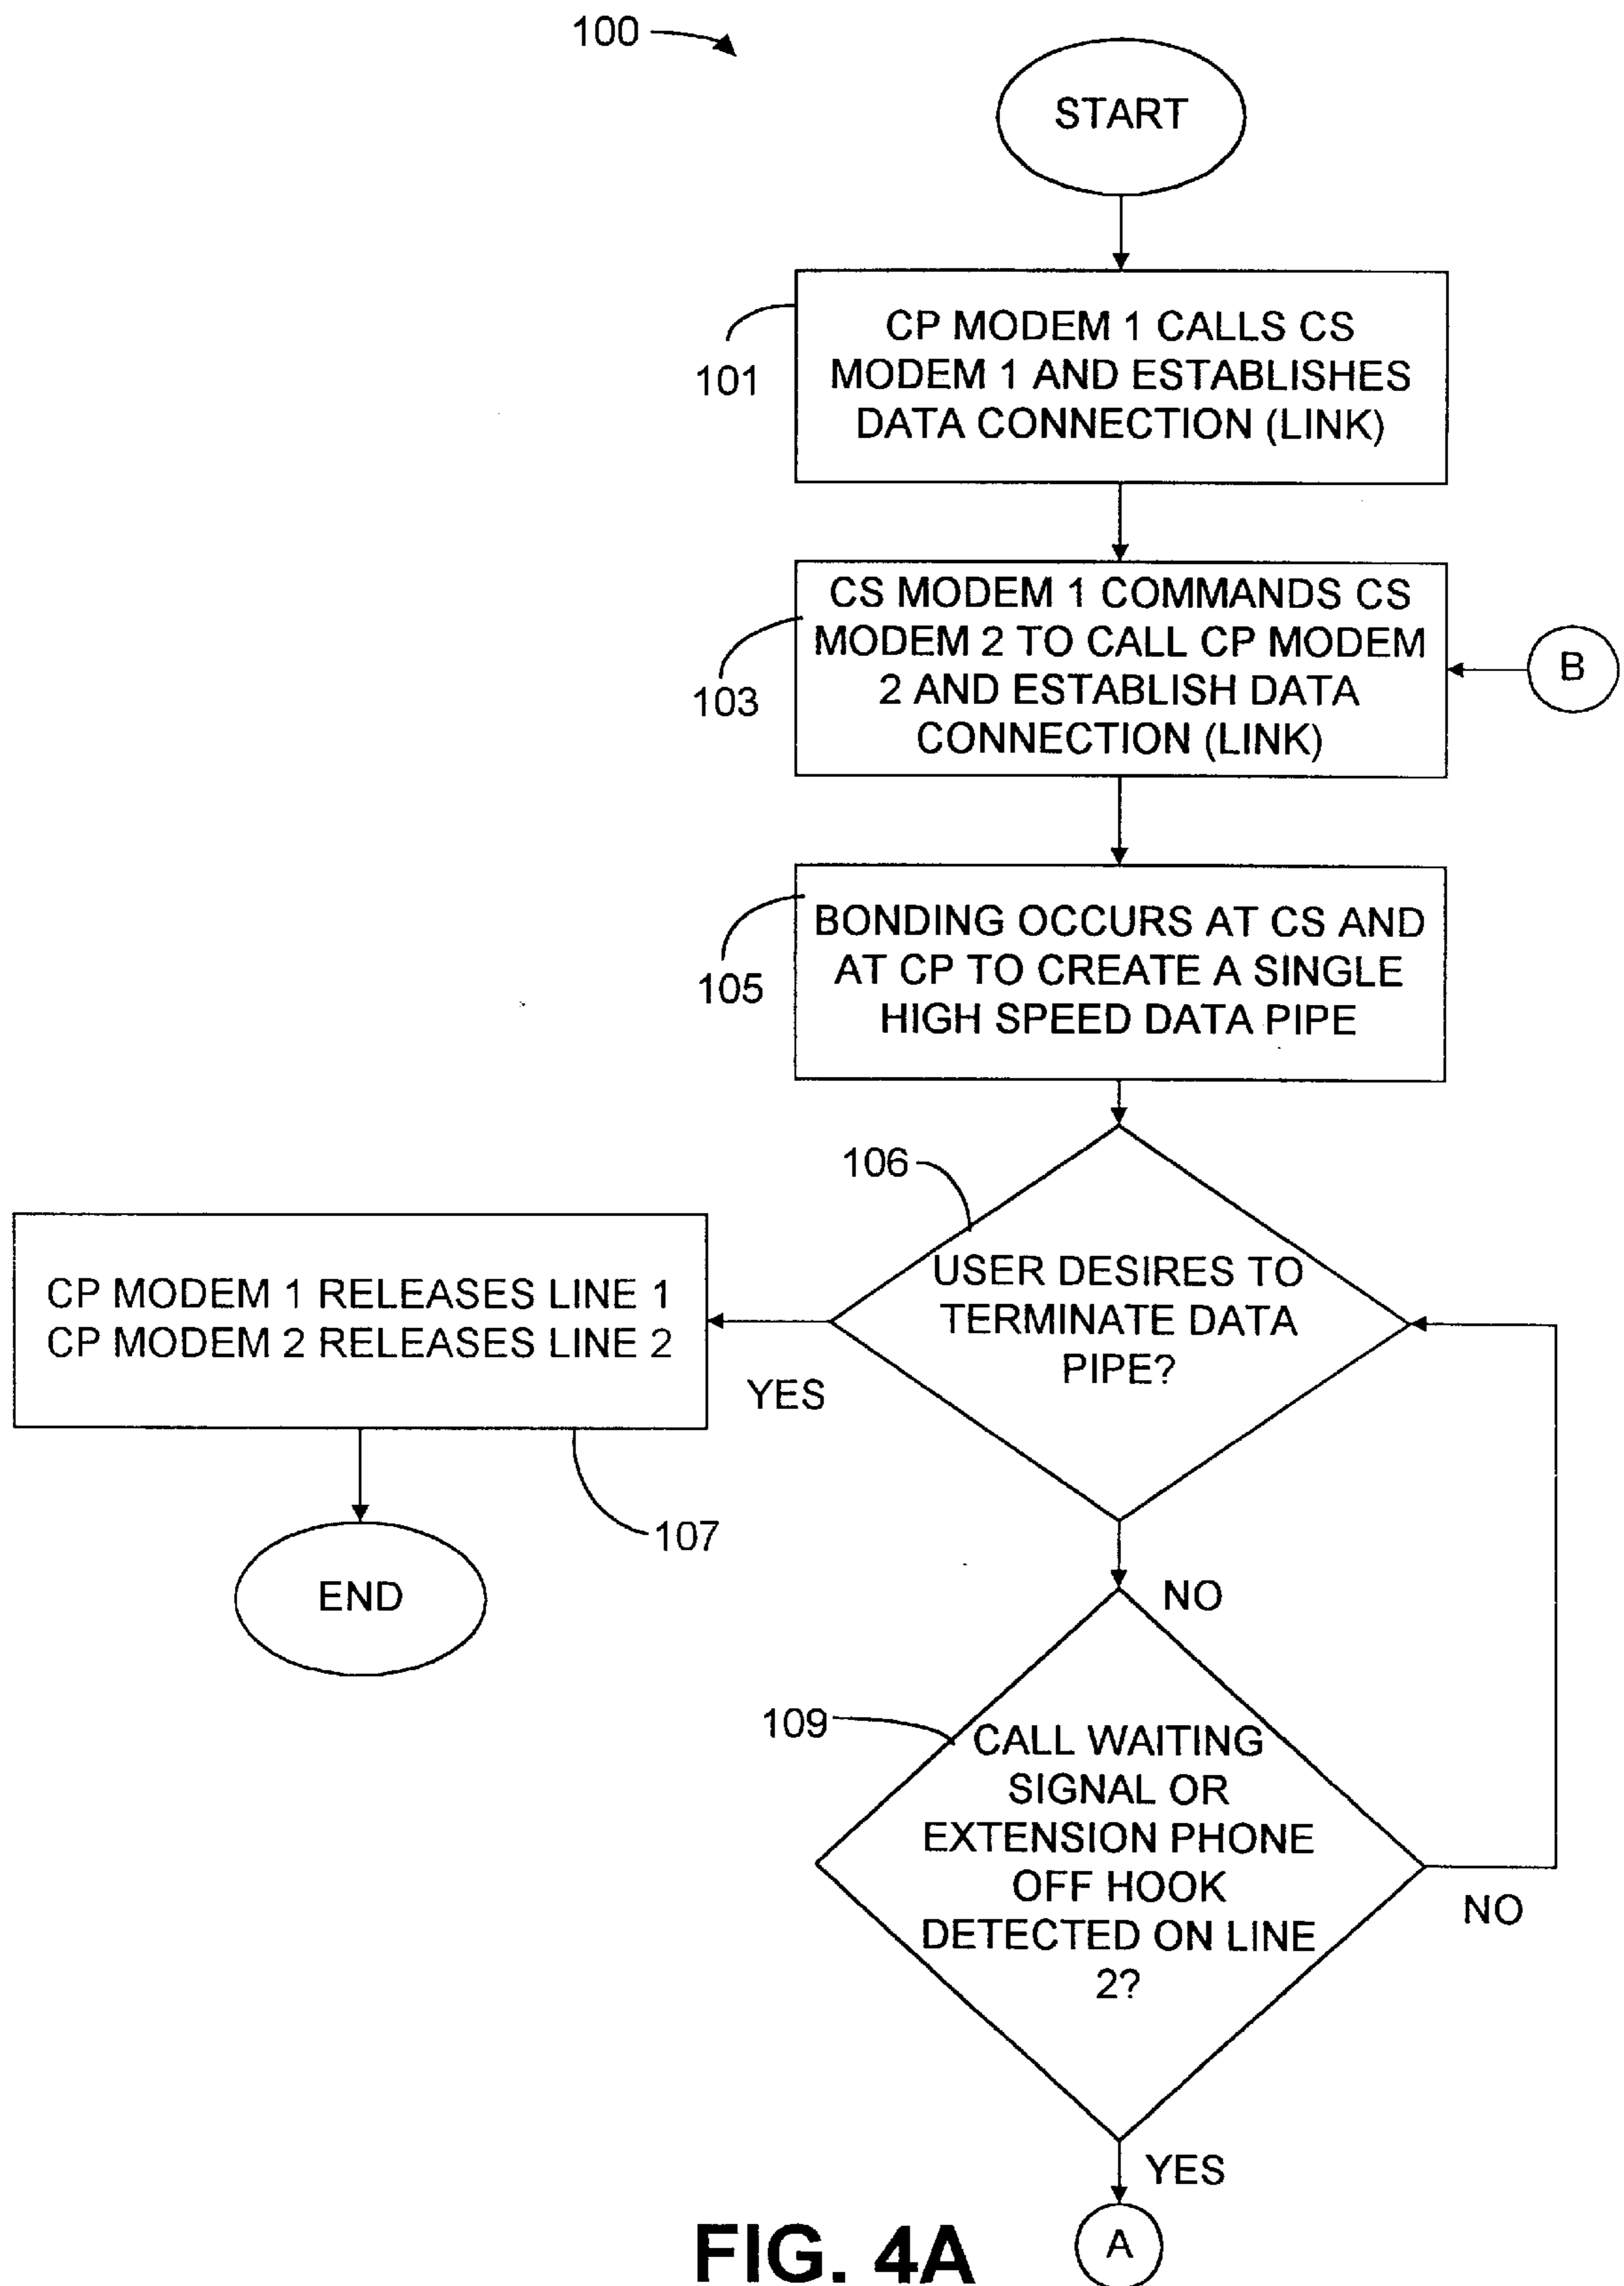 100
START
CP MODEM 1 CALLS CS
MODEM 1 AND ESTABLISHES
DATA CONNECTION (LINK)
101
CS MODEM 1 COMMANDS CS
MODEM 2 TO CALL CP MODEM
2 AND ESTABLISH DATA
CONNECTION (LINK)
103
B
BONDING OCCURS AT CS AND
AT CP TO CREATE A SINGLE
HIGH SPEED DATA PIPE
105
106
USER DESIRES TO
TERMINATE DATA
PIPE?
CP MODEM 1 RELEASES LINE 1
CP MODEM 2 RELEASES LINE 2
YES
107
END
NO
109
CALL WAITING
SIGNAL OR
EXTENSION PHONE
OFF HOOK
DETECTED ON LINE
2?
NO
YES
A
FIG. 4A